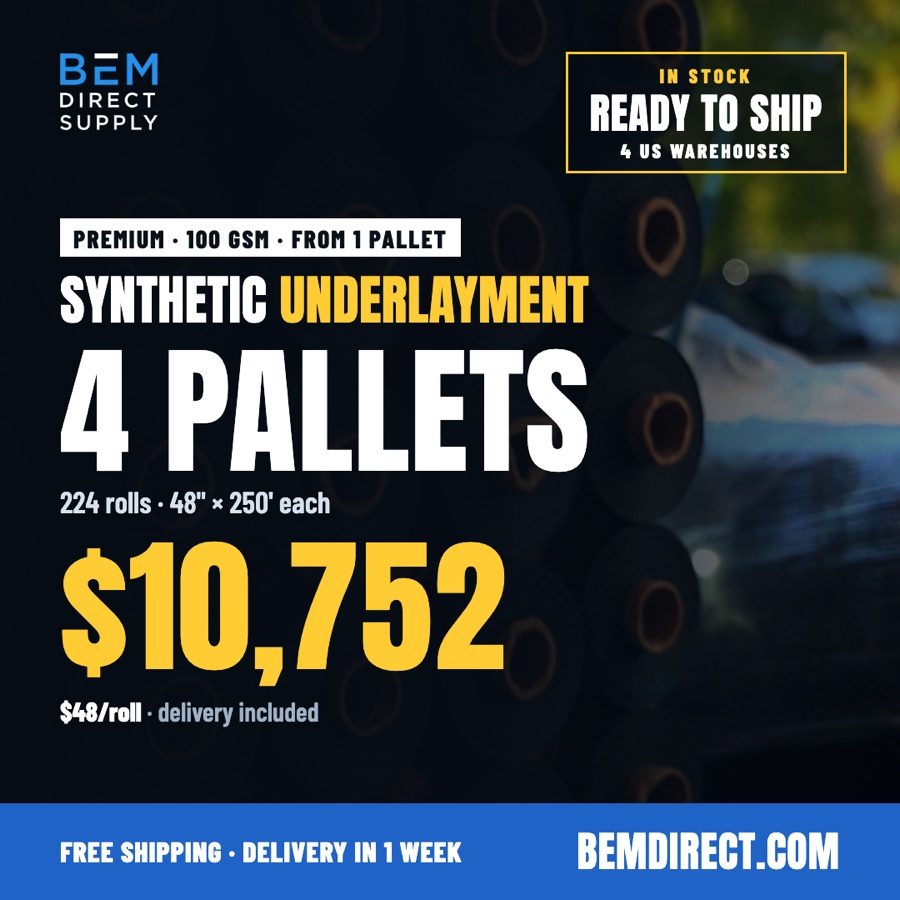 BEM
DIRECT
SUPPLY
IN STOCK
READY TO SHIP
4 US WAREHOUSES
PREMIUM · 100 GSM · FROM 1 PALLET
SYNTHETIC UNDERLAYMENT
4 PALLETS
224 rolls · 48" × 250' each
$10,752
$48/roll · delivery included
FREE SHIPPING · DELIVERY IN 1 WEEK
BEMDIRECT.COM